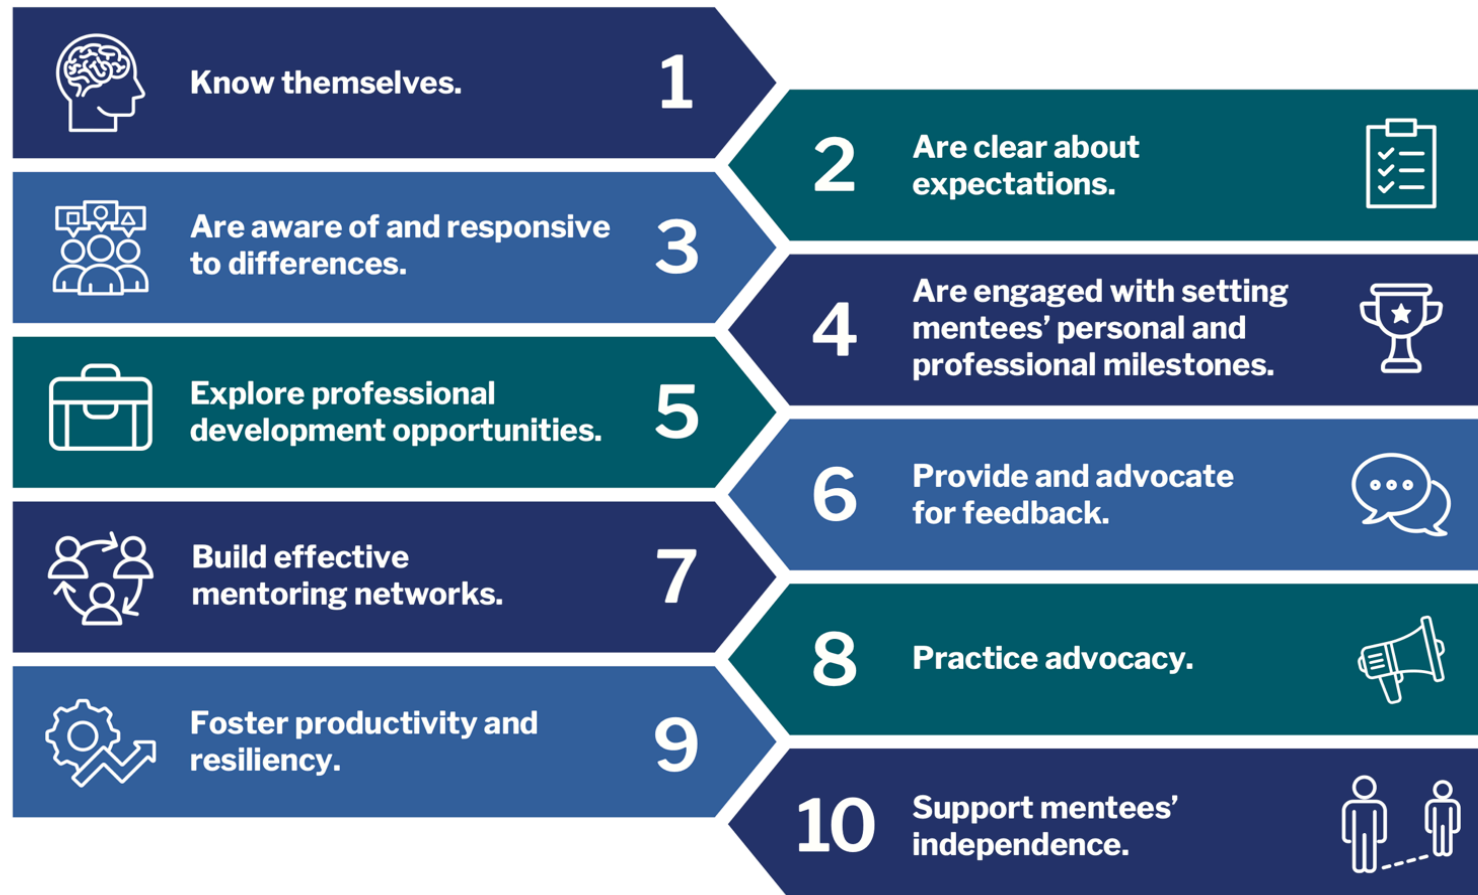 1
Know themselves.
2
Are clear about
expectations.
3
Are aware of and responsive
to differences.
4
Are engaged with setting
mentees’ personal and
professional milestones.
5
Explore professional
development opportunities.
6
Provide and advocate
for feedback.
7
Build effective
mentoring networks.
8
Practice advocacy.
9
Foster productivity and
resiliency.
10
Support mentees’
independence.